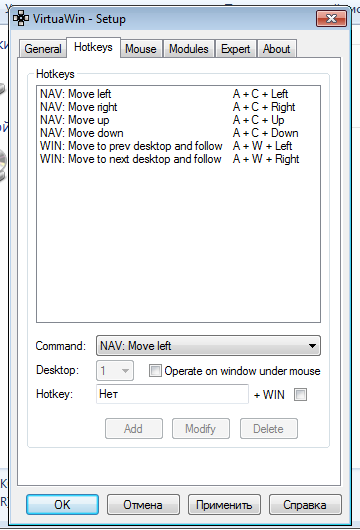 VirtuaWin - Setup
General Hotkeys Mouse Modules Expert About
Hotkeys
NAV: Move left A + C + Left
NAV: Move right A + C + Right
NAV: Move up A + C + Up
NAV: Move down A + C + Down
WIN: Move to prev desktop and follow A + W + Left
WIN: Move to next desktop and follow A + W + Right
Command: NAV: Move left
Desktop: 1 Operate on window under mouse
Hotkey: Нет + WIN
Add Modify Delete
OK Отмена Применить Справка